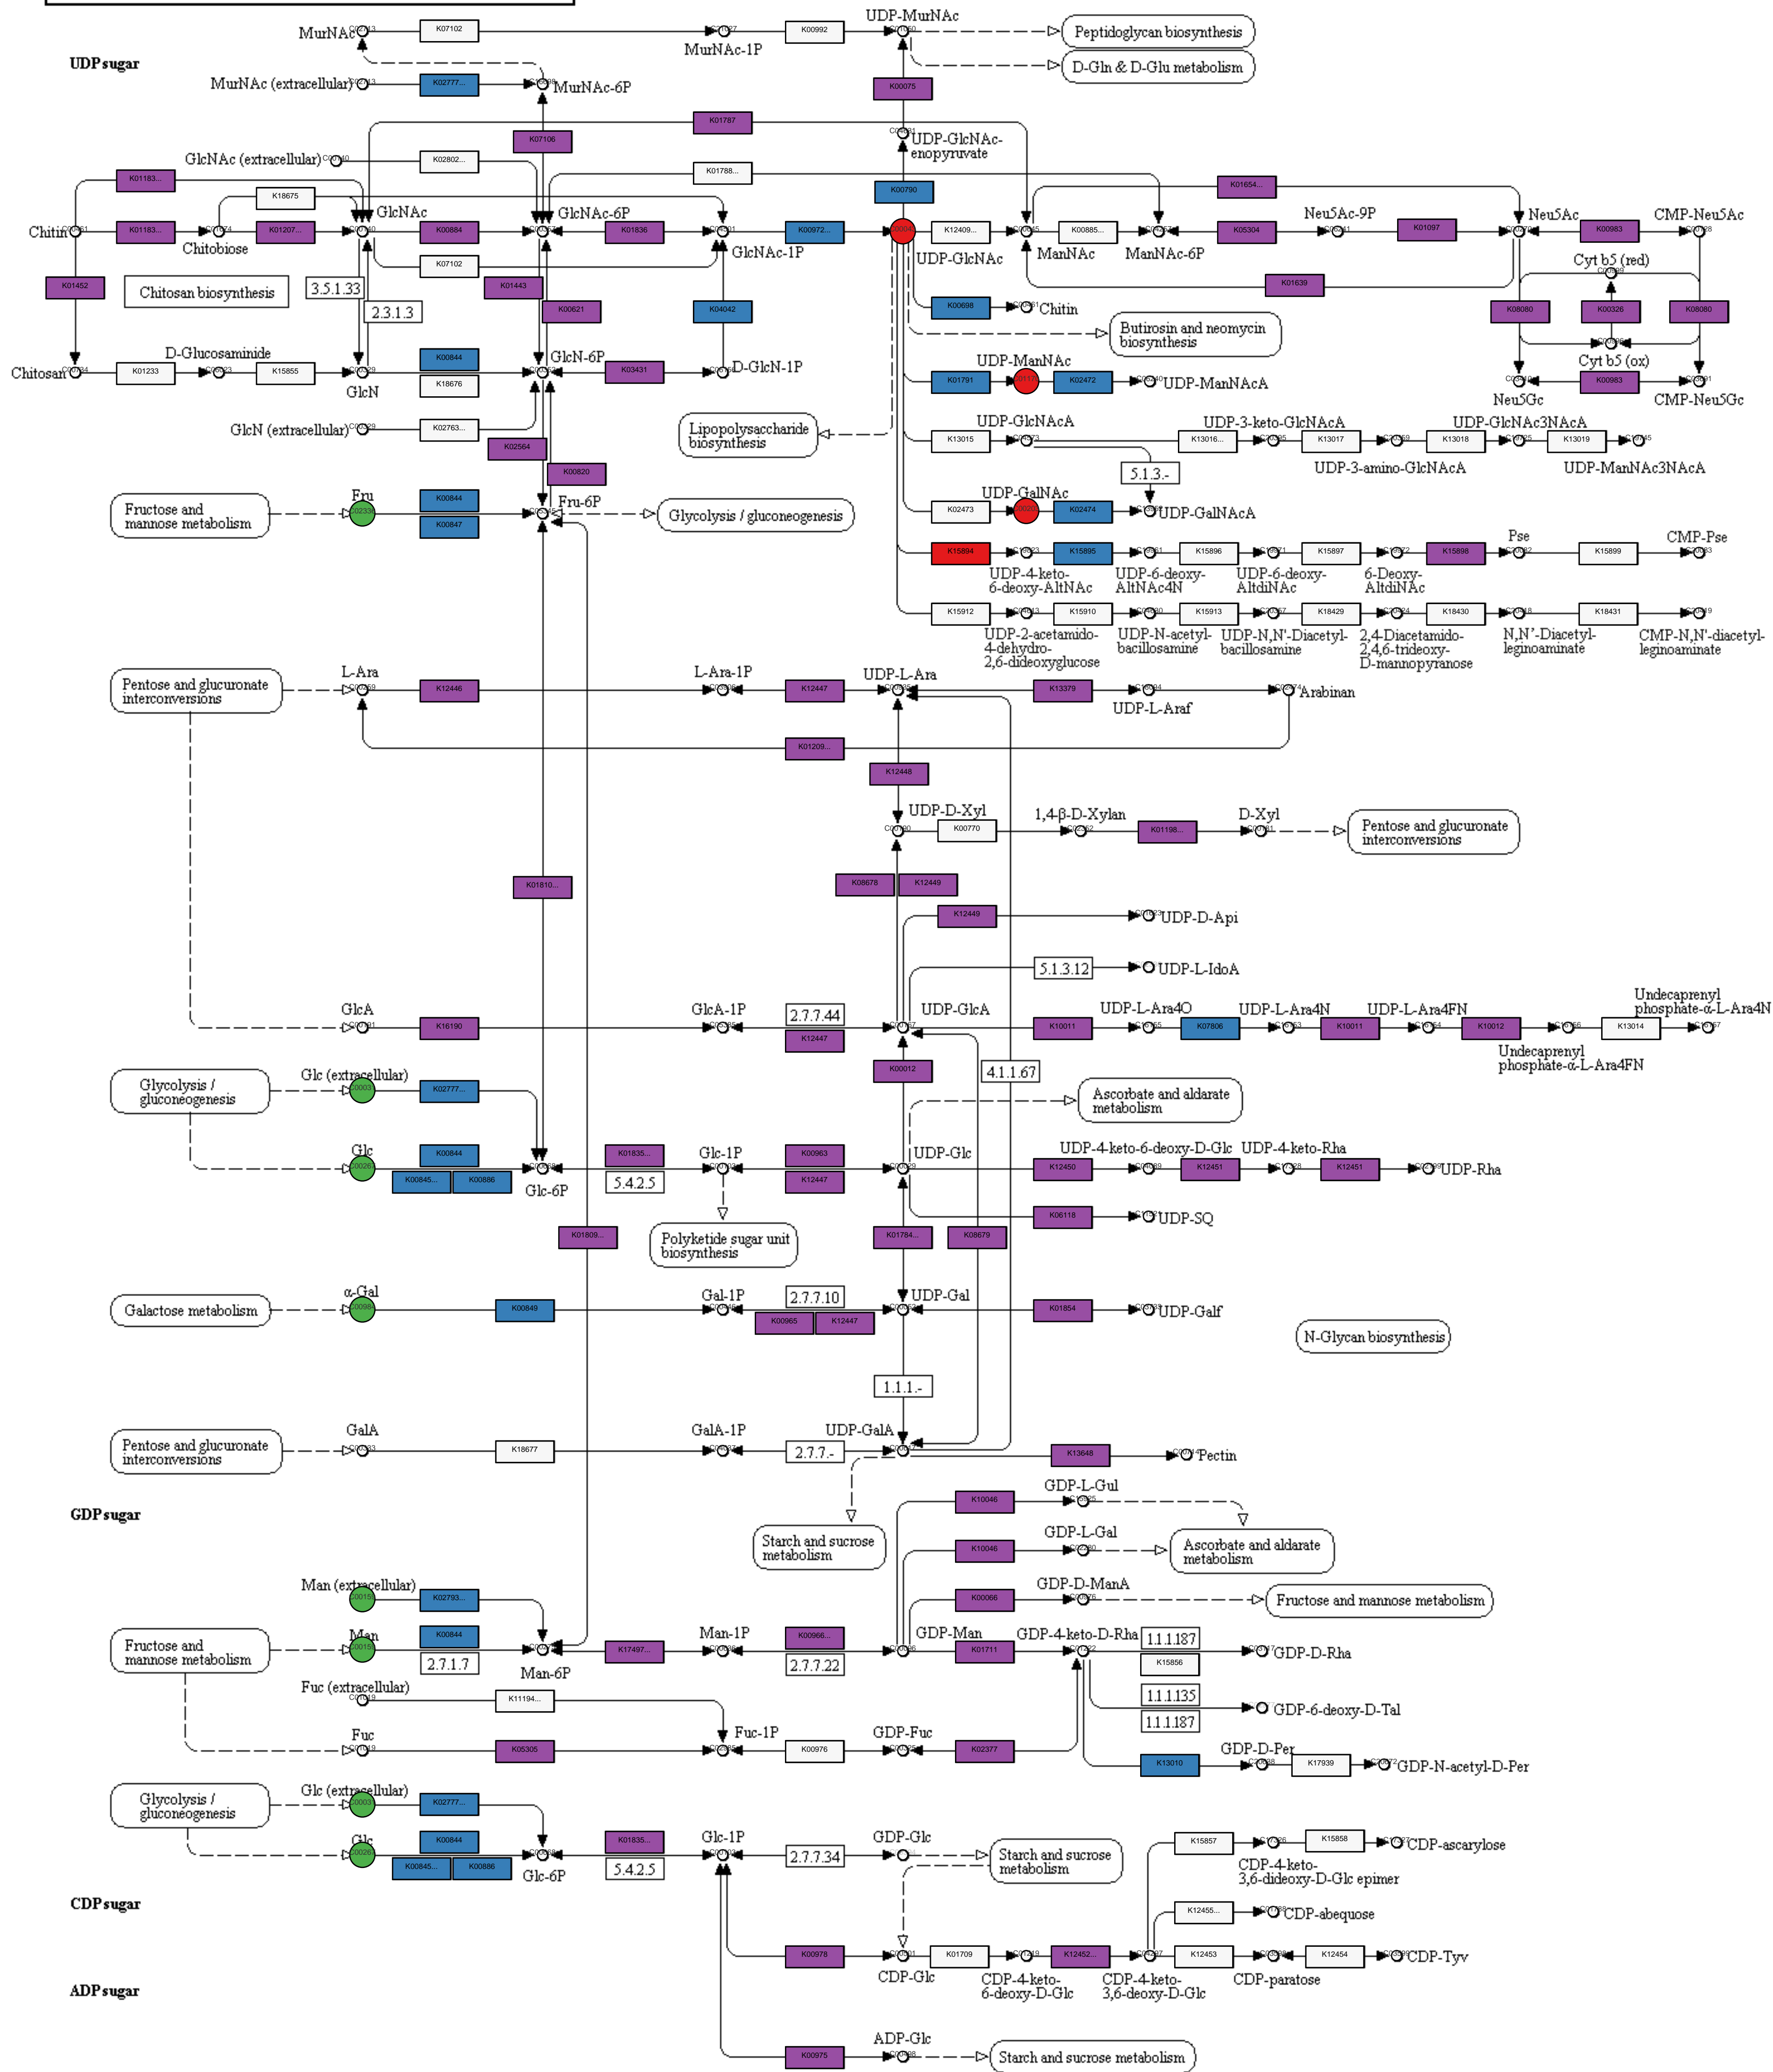 MurNAc
K07102
MurNAc-1P
K00992
UDP-MurNAc
Peptidoglycan biosynthesis
UDP sugar
D-Gln & D-Glu metabolism
MurNAc (extracellular)
K02777...
MurNAc-6P
K00075
K01787
K07106
UDP-GlcNAc-
enopyruvate
GlcNAc (extracellular)
K02802...
K01788...
K01183...
K18675
K00790
K01654...
Chitin
K01183...
Chitobiose
K01207...
GlcNAc
K00884
GlcNAc-6P
K01836
GlcNAc-1P
K00972...
UDP-GlcNAc
K12409...
ManNAc
K00885...
ManNAc-6P
K05304
Neu5Ac-9P
K01097
Neu5Ac
K00983
CMP-Neu5Ac
K07102
Cyt b5 (red)
K01452
Chitosan biosynthesis
3.5.1.33
2.3.1.3
K01443
K00621
K04042
K00698
Chitin
K01639
K08080
K00326
K08080
Butirosin and neomycin
biosynthesis
Cyt b5 (ox)
Chitosan
K01233
D-Glucosaminide
K15855
GlcN
K00844
K18676
GlcN-6P
K03431
D-GlcN-1P
K01791
UDP-ManNAc
K02472
UDP-ManNAcA
Neu5Gc
K00983
CMP-Neu5Gc
GlcN (extracellular)
K02763...
Lipopolysaccharide
biosynthesis
K13015
UDP-GlcNAcA
K13016...
UDP-3-keto-GlcNAcA
K13017
UDP-3-amino-GlcNAcA
K13018
UDP-GlcNAc3NAcA
K13019
UDP-ManNAc3NAcA
K02564
K00820
5.1.3.-
Fructose and
mannose metabolism
Fru
K00844
K00847
Fru-6P
Glycolysis / gluconeogenesis
K02473
UDP-GalNAc
K02474
UDP-GalNAcA
K15894
K15895
K15896
K15897
K15898
Pse
K15899
CMP-Pse
UDP-4-keto-
6-deoxy-AltNAc
UDP-6-deoxy-
AltNAc4N
UDP-6-deoxy-
AltdiNAc
6-Deoxy-
AltdiNAc
K15912
K15910
K15913
K18429
K18430
K18431
UDP-2-acetamido-
4-dehydro-
2,6-dideoxyglucose
UDP-N-acetyl-
bacillosamine
UDP-N,N'-Diacetyl-
bacillosamine
2,4-Diacetamido-
2,4,6-trideoxy-
D-mannopyranose
N,N'-Diacetyl-
leginoaminate
CMP-N,N'-diacetyl-
leginoaminate
Pentose and glucuronate
interconversions
L-Ara
K12446
L-Ara-1P
K12447
UDP-L-Ara
K13379
UDP-L-Araf
Arabinan
K01209...
K12448
UDP-D-Xyl
K00770
1,4-β-D-Xylan
K01198...
D-Xyl
Pentose and glucuronate
interconversions
K01810...
K08678
K12449
K12449
UDP-D-Api
5.1.3.12
UDP-L-IdoA
GlcA
K16190
GlcA-1P
2.7.7.44
K12447
UDP-GlcA
K10011
UDP-L-Ara4O
K07806
UDP-L-Ara4N
K10011
UDP-L-Ara4FN
K10012
Undecaprenyl
phosphate-α-L-Ara4FN
K13014
Undecaprenyl
phosphate-α-L-Ara4N
Glycolysis /
gluconeogenesis
Glc (extracellular)
K02777...
K00012
4.1.1.67
Ascorbate and aldarate
metabolism
Glc
K00844
K00845...
K00886
Glc-6P
K01835...
5.4.2.5
Glc-1P
K00963
K12447
UDP-Glc
K12450
UDP-4-keto-6-deoxy-D-Glc
K12451
UDP-4-keto-Rha
K12451
UDP-Rha
K06118
UDP-SQ
K01809...
Polyketide sugar unit
biosynthesis
K01784...
K08679
Galactose metabolism
α-Gal
K00849
Gal-1P
2.7.7.10
K00965
K12447
UDP-Gal
K01854
UDP-Galf
N-Glycan biosynthesis
1.1.1.-
Pentose and glucuronate
interconversions
GalA
K18677
GalA-1P
2.7.7.-
UDP-GalA
K13648
Pectin
GDP sugar
K10046
GDP-L-Gul
Starch and sucrose
metabolism
K10046
GDP-L-Gal
Ascorbate and aldarate
metabolism
Man (extracellular)
K02793...
K00066
GDP-D-ManA
Fructose and mannose metabolism
Fructose and
mannose metabolism
Man
K00844
2.7.1.7
Man-6P
K17497...
Man-1P
K00966...
2.7.7.22
GDP-Man
K01711
GDP-4-keto-D-Rha
1.1.1.187
K15856
GDP-D-Rha
Fuc (extracellular)
K11194...
1.1.1.135
1.1.1.187
GDP-6-deoxy-D-Tal
Fuc
K05305
Fuc-1P
K00976
GDP-Fuc
K02377
K13010
GDP-D-Per
K17939
GDP-N-acetyl-D-Per
Glycolysis /
gluconeogenesis
Glc (extracellular)
K02777...
Glc
K00844
K00845...
K00886
Glc-6P
K01835...
5.4.2.5
Glc-1P
2.7.7.34
GDP-Glc
Starch and sucrose
metabolism
K15857
K15858
CDP-ascarylose
CDP-4-keto-
3,6-dideoxy-D-Glc epimer
CDP sugar
K12455...
CDP-abequose
K00978
CDP-Glc
K01709
CDP-4-keto-
6-deoxy-D-Glc
K12452...
CDP-4-keto-
3,6-deoxy-D-Glc
K12453
CDP-paratose
K12454
CDP-Tyv
ADP sugar
K00975
ADP-Glc
Starch and sucrose metabolism